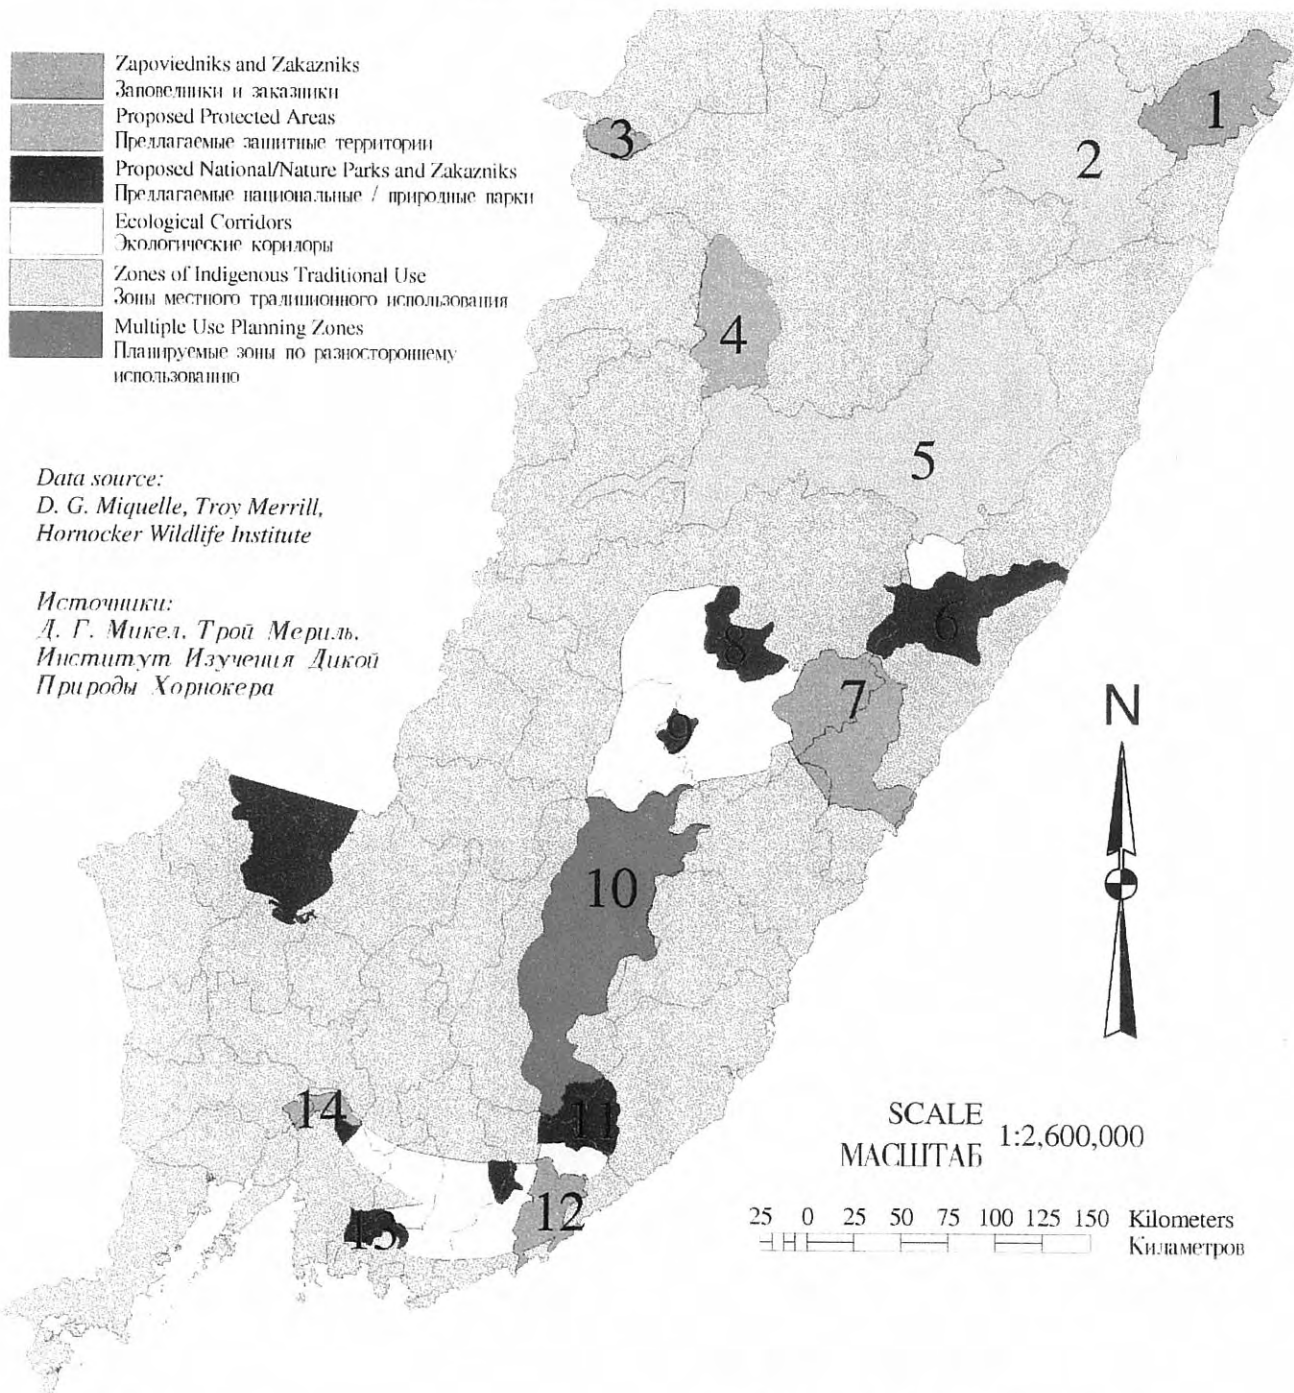 Zapoviedniks and Zakazniks
Заповедники и заказники
Proposed Protected Areas
Предлагаемые защитные территории
Proposed National/Nature Parks and Zakazniks
Предлагаемые национальные / природные парки
Ecological Corridors
Экологические коридоры
Zones of Indigenous Traditional Use
Зоны местного традиционного использования
Multiple Use Planning Zones
Планируемые зоны по разностороннему
использованию
Data source:
D. G. Miquelle, Troy Merrill,
Hornocker Wildlife Institute
Источники:
Д. Г. Микел, Трой Мериль,
Институт Изучения Дикой
Природы Хорнокера
1
2
3
4
5
6
7
8
9
10
11
12
13
14
N
SCALE
МАСШТАБ
1:2,600,000
25 0 25 50 75 100 125 150 Kilometers
Киламетров